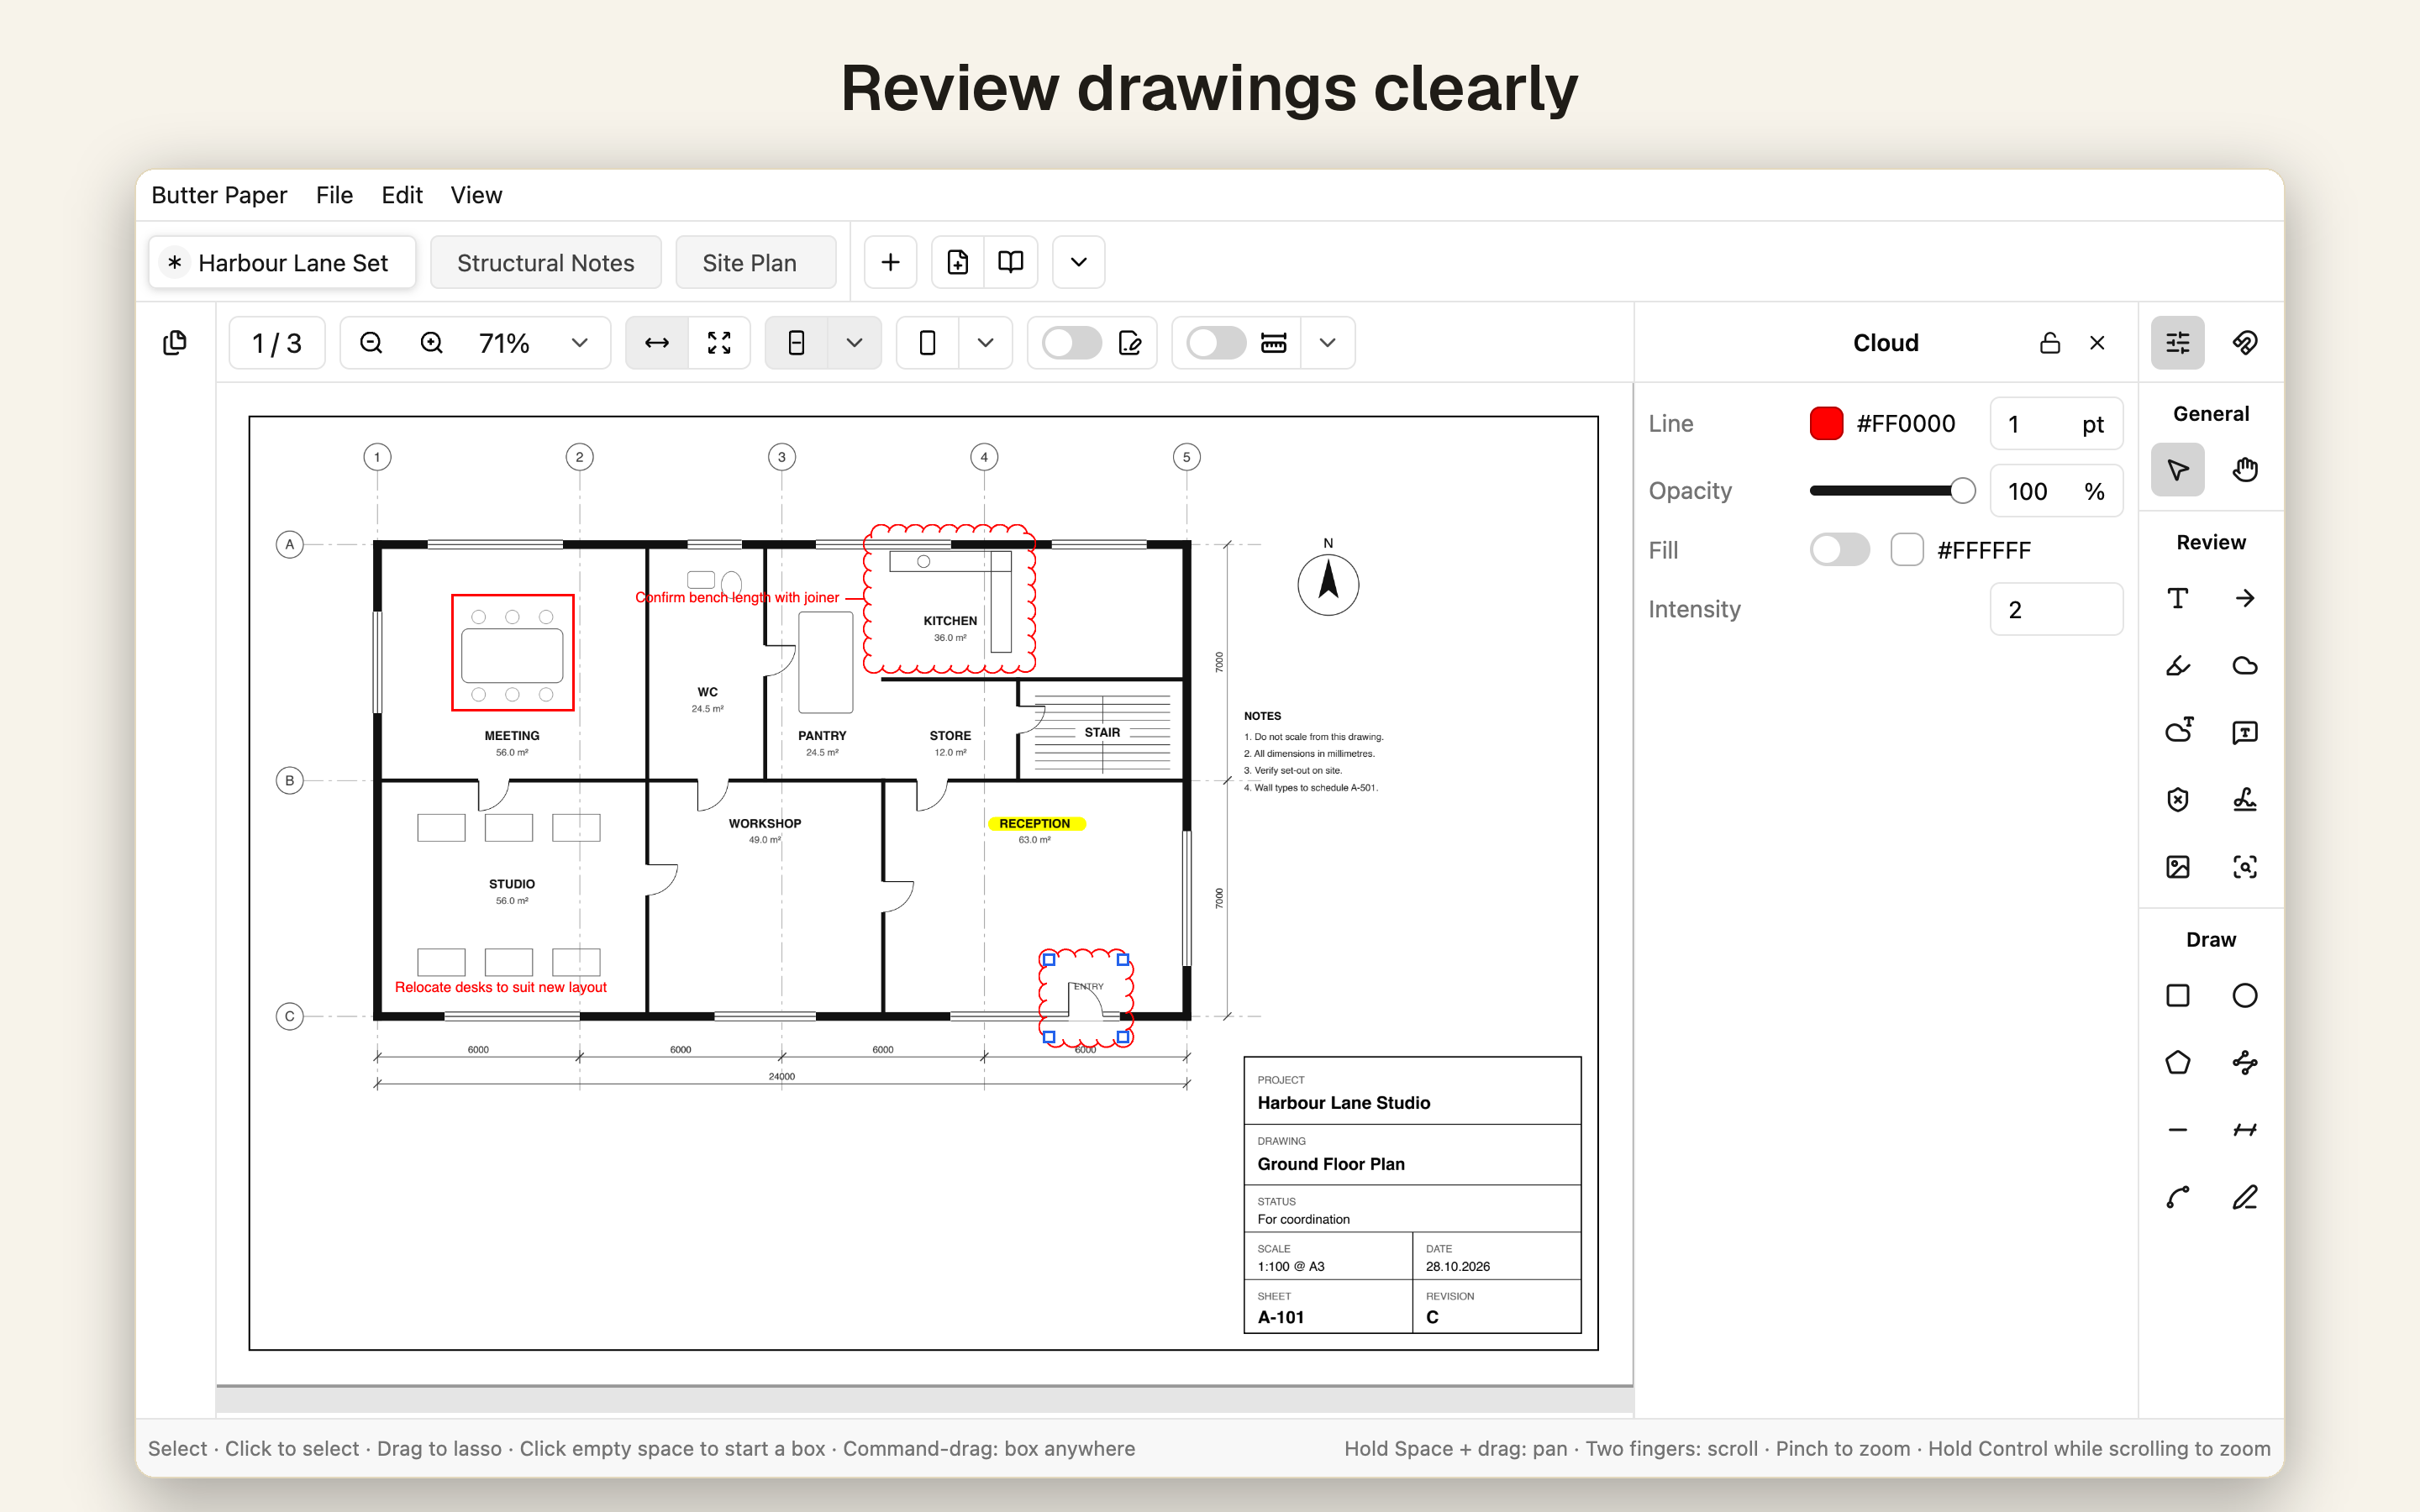 Review drawings clearly
Butter Paper File Edit View
Harbour Lane Set Structural Notes Site Plan
1 / 3 71%
Cloud
Line #FF0000 1 pt
Opacity 100 %
Fill #FFFFFF
Intensity 2
General
Review
Draw
1 2 3 4 5
A
B
C
N
Confirm bench length with joiner
KITCHEN
36.0 m²
WC
24.5 m²
MEETING
56.0 m²
PANTRY
24.5 m²
STORE
12.0 m²
STAIR
7000
NOTES
1. Do not scale from this drawing.
2. All dimensions in millimetres.
3. Verify set-out on site.
4. Wall types to schedule A-501.
WORKSHOP
49.0 m²
RECEPTION
63.0 m²
STUDIO
56.0 m²
7000
Relocate desks to suit new layout
ENTRY
6000 6000 6000 6000
24000
PROJECT
Harbour Lane Studio
DRAWING
Ground Floor Plan
STATUS
For coordination
SCALE
1:100 @ A3
DATE
28.10.2026
SHEET
A-101
REVISION
C
Select · Click to select · Drag to lasso · Click empty space to start a box · Command-drag: box anywhere
Hold Space + drag: pan · Two fingers: scroll · Pinch to zoom · Hold Control while scrolling to zoom